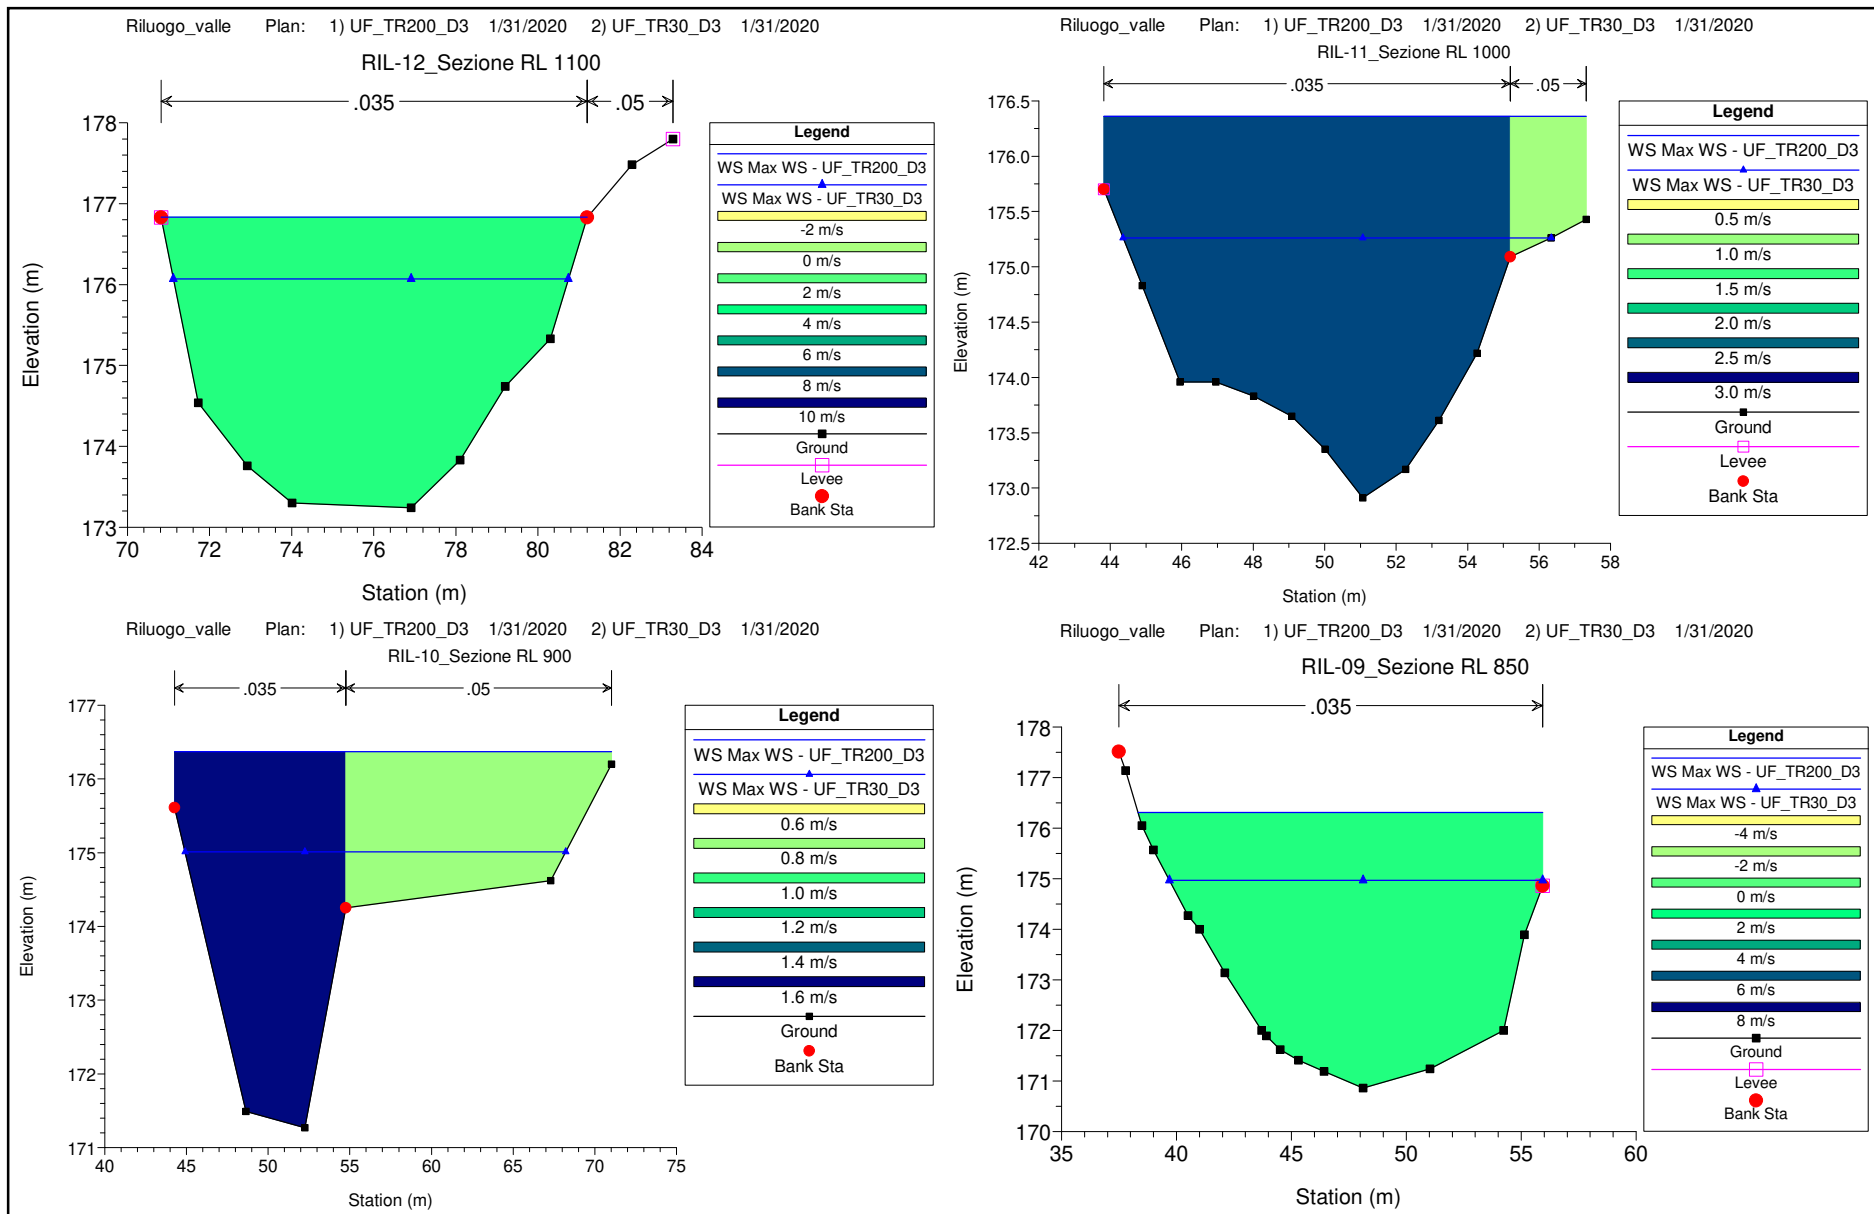 Riluogo_valle Plan: 1) UF_TR200_D3 1/31/2020 2) UF_TR30_D3 1/31/2020
RIL-12_Sezione RL 1100
.035 .05
178
177
176
175
174
173
70 72 74 76 78 80 82 84
Elevation (m)
Station (m)
Legend
WS Max WS - UF_TR200_D3
WS Max WS - UF_TR30_D3
-2 m/s
0 m/s
2 m/s
4 m/s
6 m/s
8 m/s
10 m/s
Ground
Levee
Bank Sta
Riluogo_valle Plan: 1) UF_TR200_D3 1/31/2020 2) UF_TR30_D3 1/31/2020
RIL-11_Sezione RL 1000
.035 .05
176.5
176.0
175.5
175.0
174.5
174.0
173.5
173.0
172.5
42 44 46 48 50 52 54 56 58
Elevation (m)
Station (m)
Legend
WS Max WS - UF_TR200_D3
WS Max WS - UF_TR30_D3
0.5 m/s
1.0 m/s
1.5 m/s
2.0 m/s
2.5 m/s
3.0 m/s
Ground
Levee
Bank Sta
Riluogo_valle Plan: 1) UF_TR200_D3 1/31/2020 2) UF_TR30_D3 1/31/2020
RIL-10_Sezione RL 900
.035 .05
177
176
175
174
173
172
171
40 45 50 55 60 65 70 75
Elevation (m)
Station (m)
Legend
WS Max WS - UF_TR200_D3
WS Max WS - UF_TR30_D3
0.6 m/s
0.8 m/s
1.0 m/s
1.2 m/s
1.4 m/s
1.6 m/s
Ground
Bank Sta
Riluogo_valle Plan: 1) UF_TR200_D3 1/31/2020 2) UF_TR30_D3 1/31/2020
RIL-09_Sezione RL 850
.035
178
177
176
175
174
173
172
171
170
35 40 45 50 55 60
Elevation (m)
Station (m)
Legend
WS Max WS - UF_TR200_D3
WS Max WS - UF_TR30_D3
-4 m/s
-2 m/s
0 m/s
2 m/s
4 m/s
6 m/s
8 m/s
Ground
Levee
Bank Sta